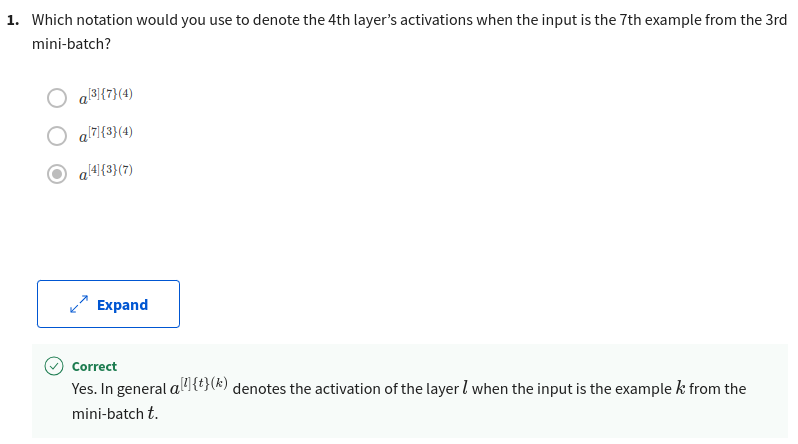 1. Which notation would you use to denote the 4th layer’s activations when the input is the 7th example from the 3rd
mini-batch?
a[3]{7}(4)
a[7]{3}(4)
a[4]{3}(7)
Expand
Correct
Yes. In general a[l]{t}(k) denotes the activation of the layer l when the input is the example k from the
mini-batch t.